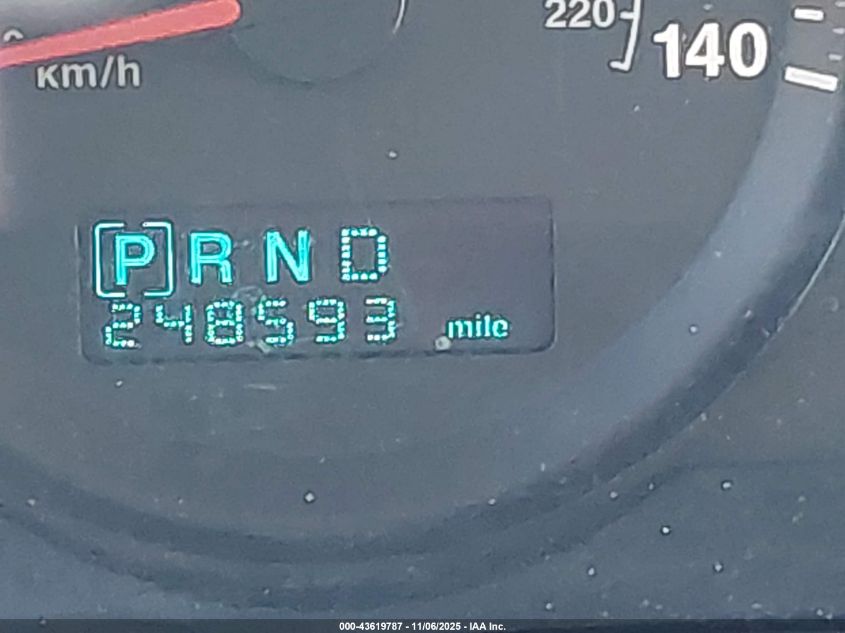 220 140
km/h
[P] R N D
248593 mile
000-43619787 - 11/06/2025 - IAA Inc.